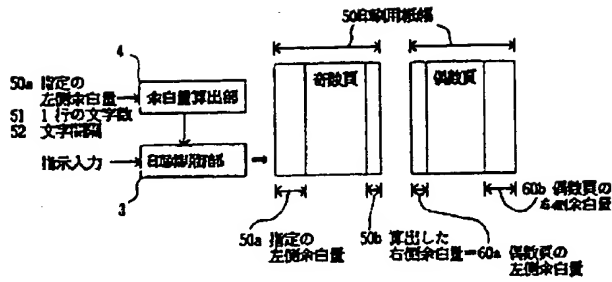 50印刷用紙幅
4
50a 指定の
左側余白量
51 1行の文字数
52 文字間隔
余白量算出部
奇数頁
偶数頁
指示入力
印刷制御部
3
60b 偶数頁の
右側余白量
50a 指定の
左側余白量
50b 算出した
右側余白量=60a 偶数頁の
左側余白量